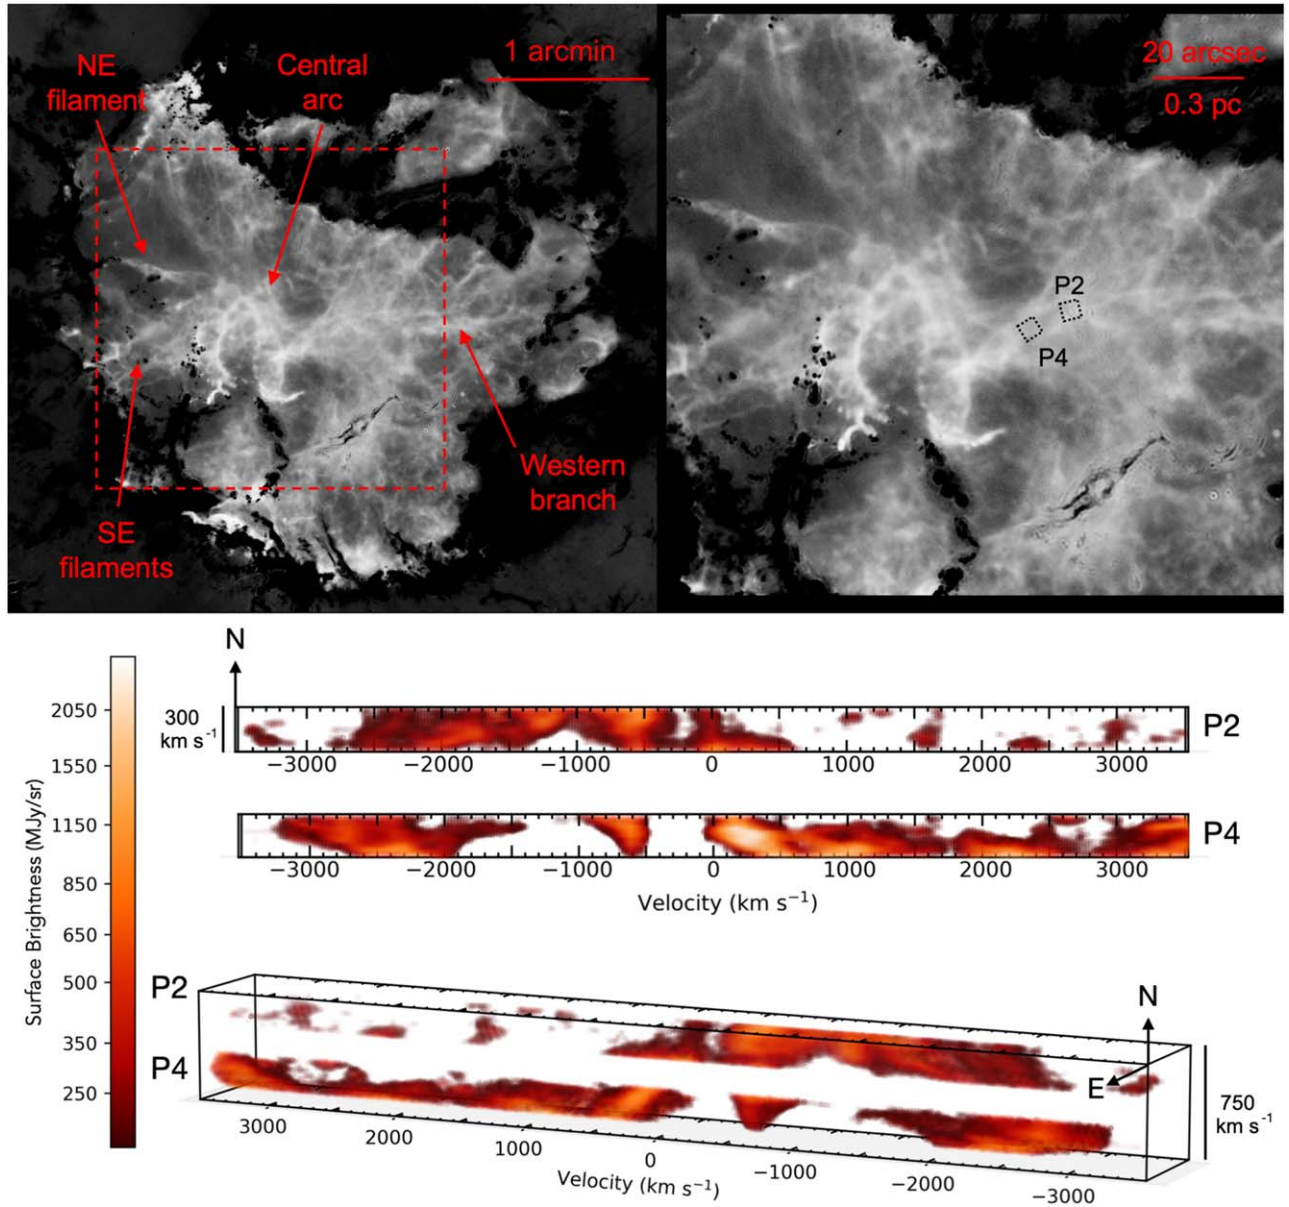 NE
filament
Central
arc
1 arcmin
SE
filaments
Western
branch
20 arcsec
0.3 pc
P2
P4
N
300
km s⁻¹
P2
−3000 −2000 −1000 0 1000 2000 3000
P4
−3000 −2000 −1000 0 1000 2000 3000
Velocity (km s⁻¹)
Surface Brightness (MJy/sr)
2050
1550
1150
850
650
500
350
250
P2
P4
N
E
750
km s⁻¹
3000 2000 1000 0 −1000 −2000 −3000
Velocity (km s⁻¹)